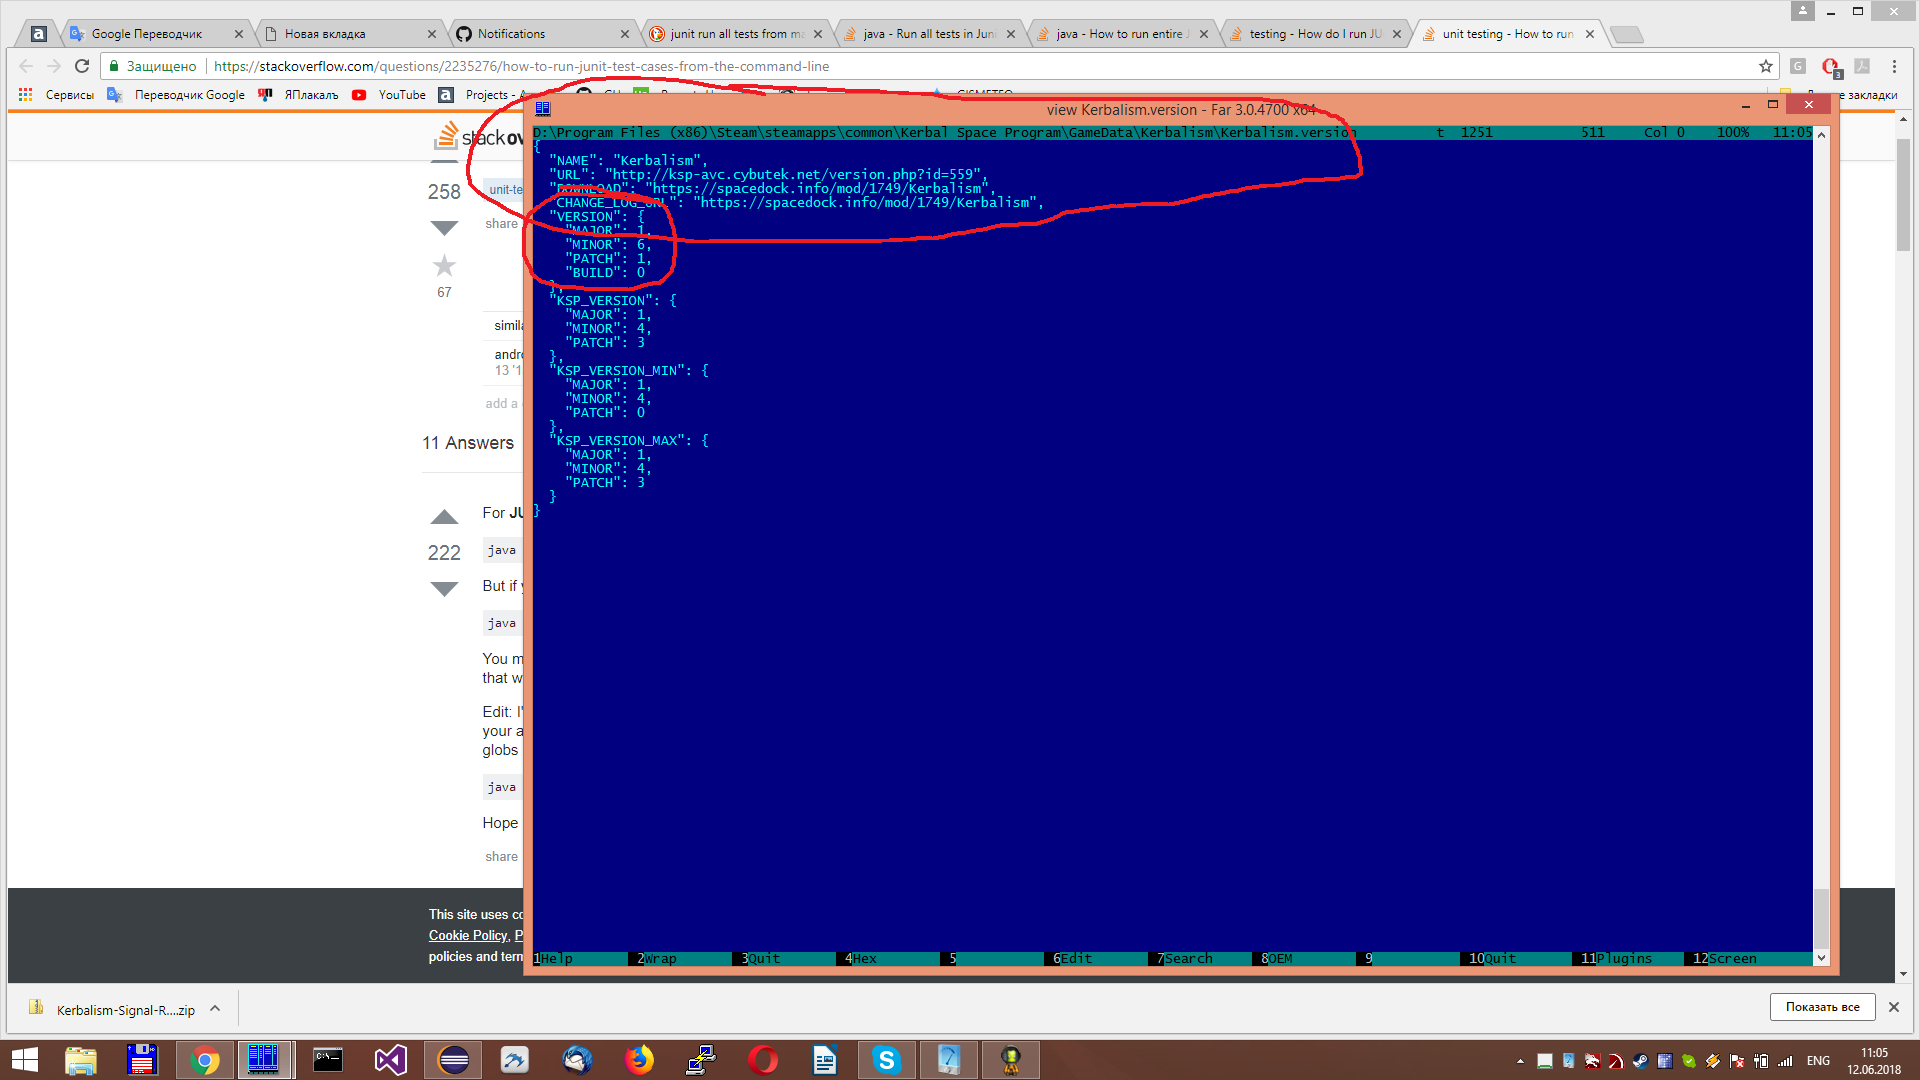 Google Переводчик
Новая вкладка
Notifications
junit run all tests from ma
java - Run all tests in Juni
java - How to run entire J
testing - How do I run JU
unit testing - How to run
Защищено
https://stackoverflow.com/questions/2235276/how-to-run-junit-test-cases-from-the-command-line
Сервисы
Переводчик Google
ЯПлакалъ
YouTube
Projects -
view Kerbalism.version - Far 3.0.4700 x64
D:\Program Files (x86)\Steam\steamapps\common\Kerbal Space Program\GameData\Kerbalism\Kerbalism.version t 1251 511 Col 0 100% 11:05
{
"NAME": "Kerbalism",
"URL": "http://ksp-avc.cybutek.net/version.php?id=559",
"DOWNLOAD": "https://spacedock.info/mod/1749/Kerbalism",
"CHANGE_LOG_URL": "https://spacedock.info/mod/1749/Kerbalism",
"VERSION": {
"MAJOR": 1,
"MINOR": 6,
"PATCH": 1,
"BUILD": 0
},
"KSP_VERSION": {
"MAJOR": 1,
"MINOR": 4,
"PATCH": 3
},
"KSP_VERSION_MIN": {
"MAJOR": 1,
"MINOR": 4,
"PATCH": 0
},
"KSP_VERSION_MAX": {
"MAJOR": 1,
"MINOR": 4,
"PATCH": 3
}
}
1Help 2Wrap 3Quit 4Hex 5 6Edit 7Search 8OEM 9 10Quit 11Plugins 12Screen
258
unit-te
share
67
simila
andro
13 '1
add a
11 Answers
For JU
222
java
But if y
java
You m
that w
Edit: I'
your a
globs
java
Hope
share
This site uses co
Cookie Policy, P
policies and tern
Kerbalism-Signal-R....zip
Показать все
ENG
11:05
12.06.2018